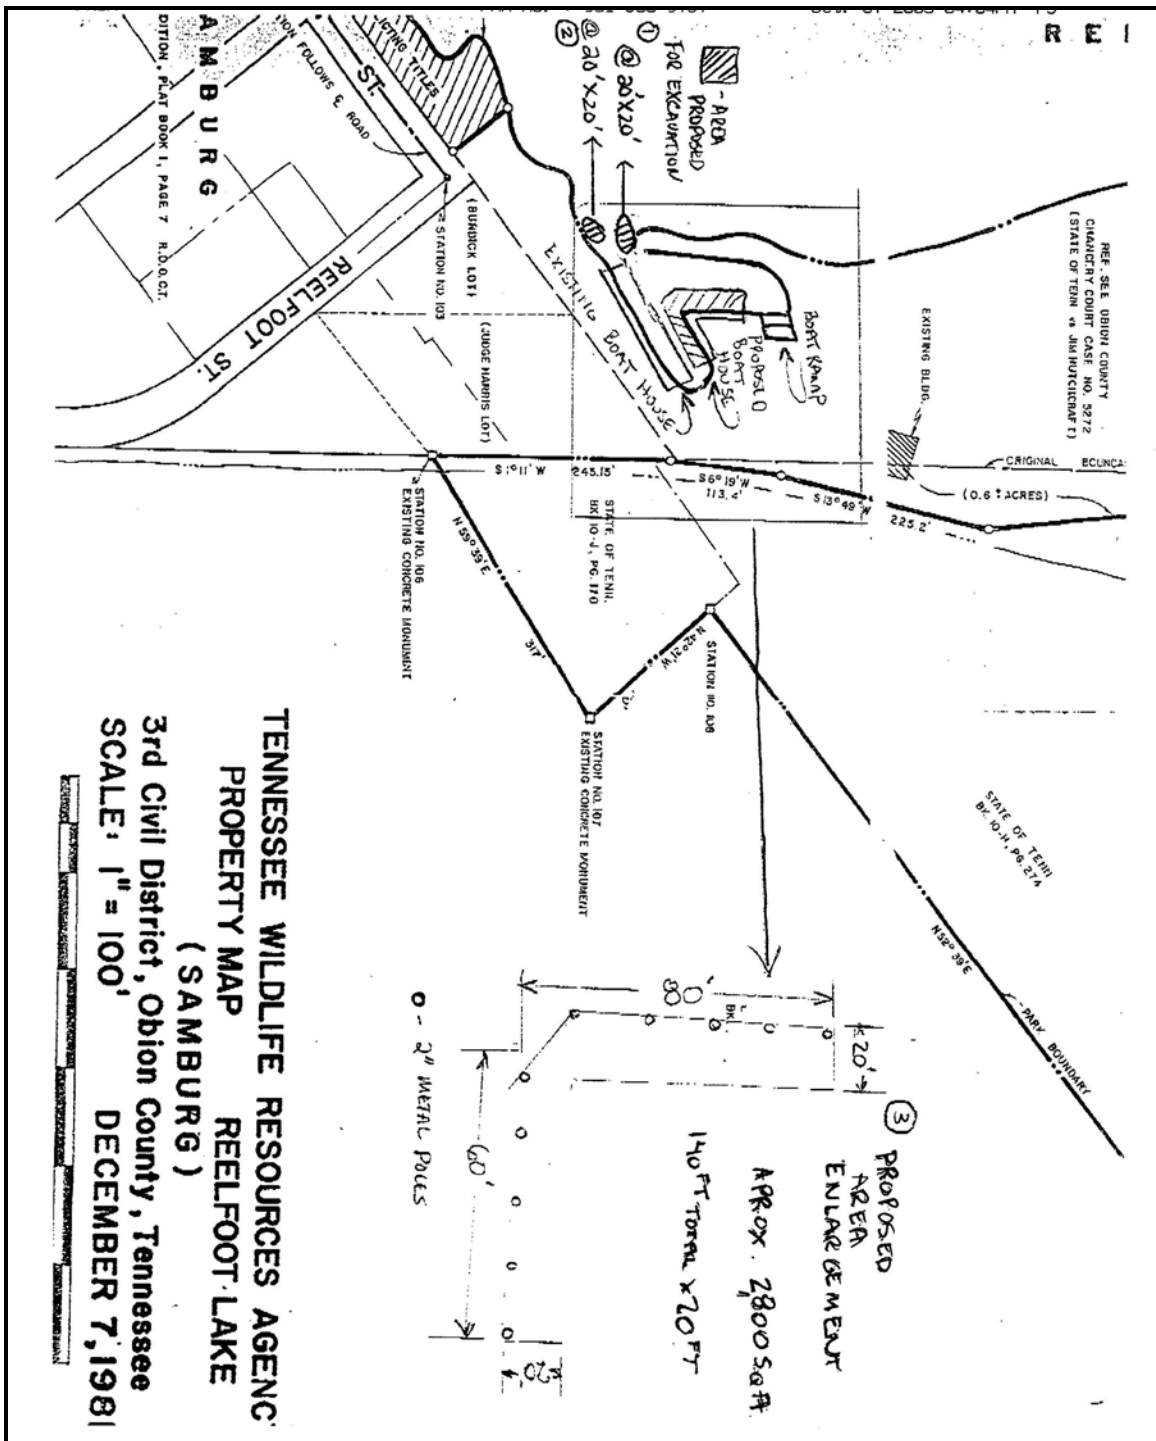 AMBURG
DITION, PLAT BOOK 1, PAGE 7 R.O.O.C.T.
FOLLOWS ℄ ROAD
ST.
TITLES
REELFOOT ST.
STATION NO. 103
(BURDICK LOT)
(JUDGE HARRIS LOT)
- AREA
PROPOSED
FOR EXCAVATION
① @ 20'X20'
② @ 20'X20'
EXISTING BOAT HOUSE
PROPOSED
BOAT
HOUSE
BOAT RAMP
EXISTING BLDG.
REF. SEE OBION COUNTY
CHANCERY COURT CASE NO. 5272
(STATE OF TENN vs JIM HUTCHCRAFT)
ORIGINAL
(0.6 ± ACRES)
S 1° 11' W 245.15'
S 6° 19' W
113.4'
S 13° 49' W 225.2'
STATE OF TENN.
BK. 10-J, PG. 170
STATION NO. 106
EXISTING CONCRETE MONUMENT
N 59° 39' E
317'
N 42° 21' W
STATION NO. 108
STATION NO. 107
EXISTING CONCRETE MONUMENT
STATE OF TENN
BK. 10-H, PG. 274
N 52° 39' E
PARK BOUNDARY
80'
BK.
20'
60'
20'
O - 2" METAL POLES
③ PROPOSED
AREA
ENLARGEMENT
APROX. 2,800 SQ FT
140 FT TOTAL X 20 FT
TENNESSEE WILDLIFE RESOURCES AGENC
PROPERTY MAP REELFOOT LAKE
(SAMBURG)
3rd Civil District, Obion County, Tennessee
SCALE: 1" = 100' DECEMBER 7, 1981